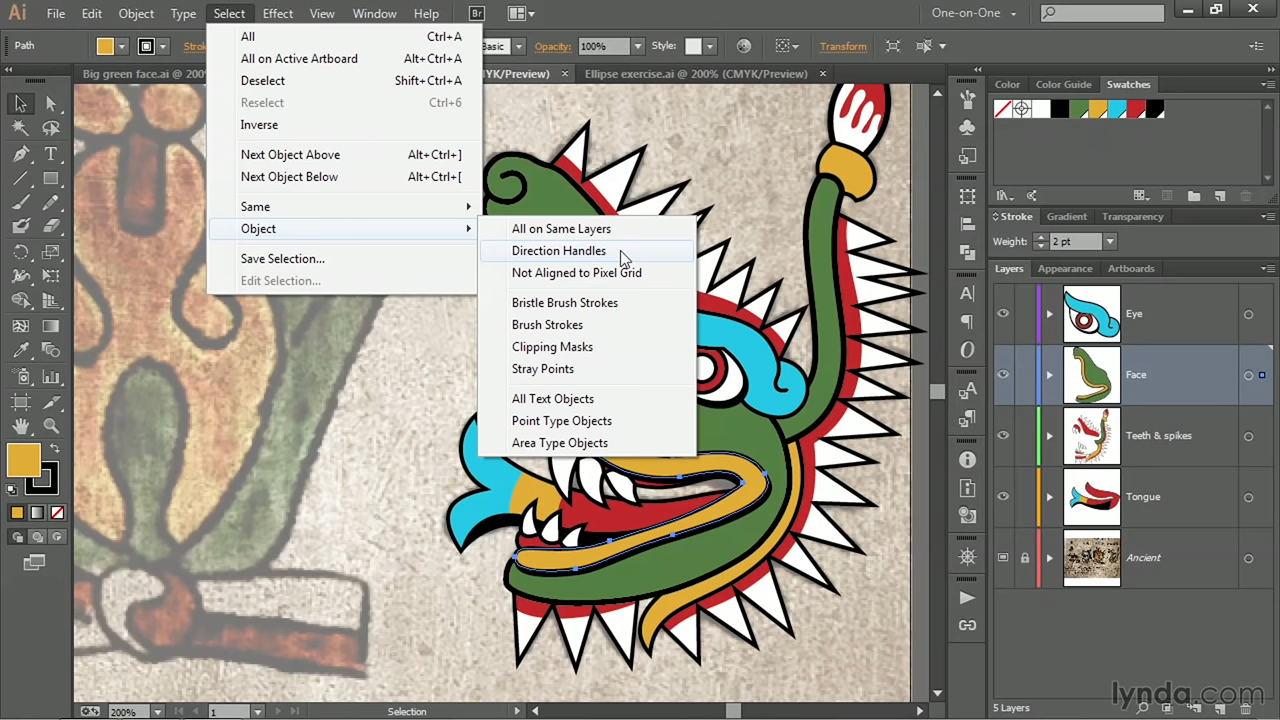 Ai File Edit Object Type Select Effect View Window Help Br One-on-One
Path Basic Opacity: 100% Style: Transform
Big green face.ai @ 200% MYK/Preview) Ellipse exercise.ai @ 200% (CMYK/Preview)
All Ctrl+A
All on Active Artboard Alt+Ctrl+A
Deselect Shift+Ctrl+A
Reselect Ctrl+6
Inverse
Next Object Above Alt+Ctrl+]
Next Object Below Alt+Ctrl+[
Same
Object
Save Selection...
Edit Selection...
All on Same Layers
Direction Handles
Not Aligned to Pixel Grid
Bristle Brush Strokes
Brush Strokes
Clipping Masks
Stray Points
All Text Objects
Point Type Objects
Area Type Objects
Color Color Guide Swatches
Stroke Gradient Transparency
Weight: 2 pt
Layers Appearance Artboards
Eye
Face
Teeth & spikes
Tongue
Ancient
200% 1 Selection 5 Layers
lynda.com